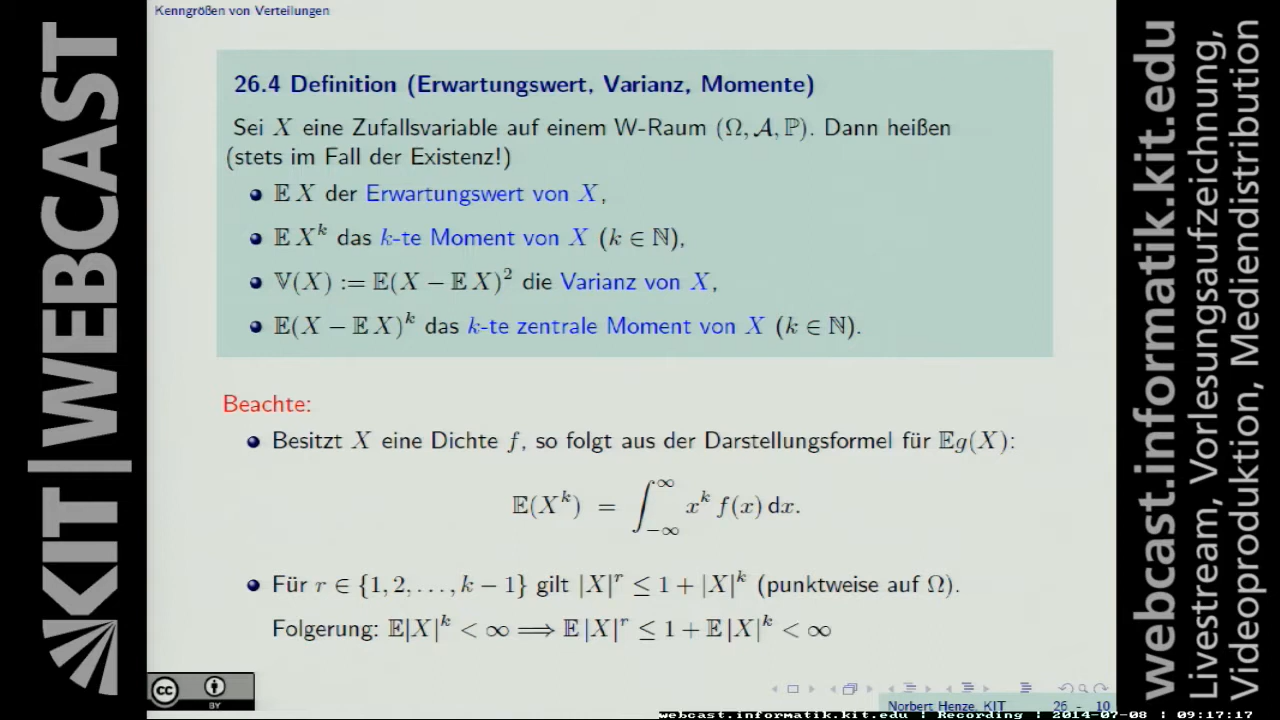 Kenngrößen von Verteilungen
26.4 Definition (Erwartungswert, Varianz, Momente)
Sei X eine Zufallsvariable auf einem W-Raum (Ω, 𝒜, ℙ). Dann heißen
(stets im Fall der Existenz!)
𝔼 X der Erwartungswert von X,
𝔼 X^k das k-te Moment von X (k ∈ ℕ),
𝕍(X) := 𝔼(X − 𝔼 X)^2 die Varianz von X,
𝔼(X − 𝔼 X)^k das k-te zentrale Moment von X (k ∈ ℕ).
Beachte:
Besitzt X eine Dichte f, so folgt aus der Darstellungsformel für 𝔼g(X):
𝔼(X^k) = ∫_{−∞}^{∞} x^k f(x) dx.
Für r ∈ {1, 2, . . . , k − 1} gilt |X|^r ≤ 1 + |X|^k (punktweise auf Ω).
Folgerung: 𝔼|X|^k < ∞ ⟹ 𝔼 |X|^r ≤ 1 + 𝔼 |X|^k < ∞
cc
BY
Norbert Henze, KIT 26 - 10
webcast.informatik.kit.edu | Recording : 2014-07-08 | 09:17:17
KIT | WEBCAST
webcast.informatik.kit.edu
Livestream, Vorlesungsaufzeichnung,
Videoproduktion, Mediendistribution